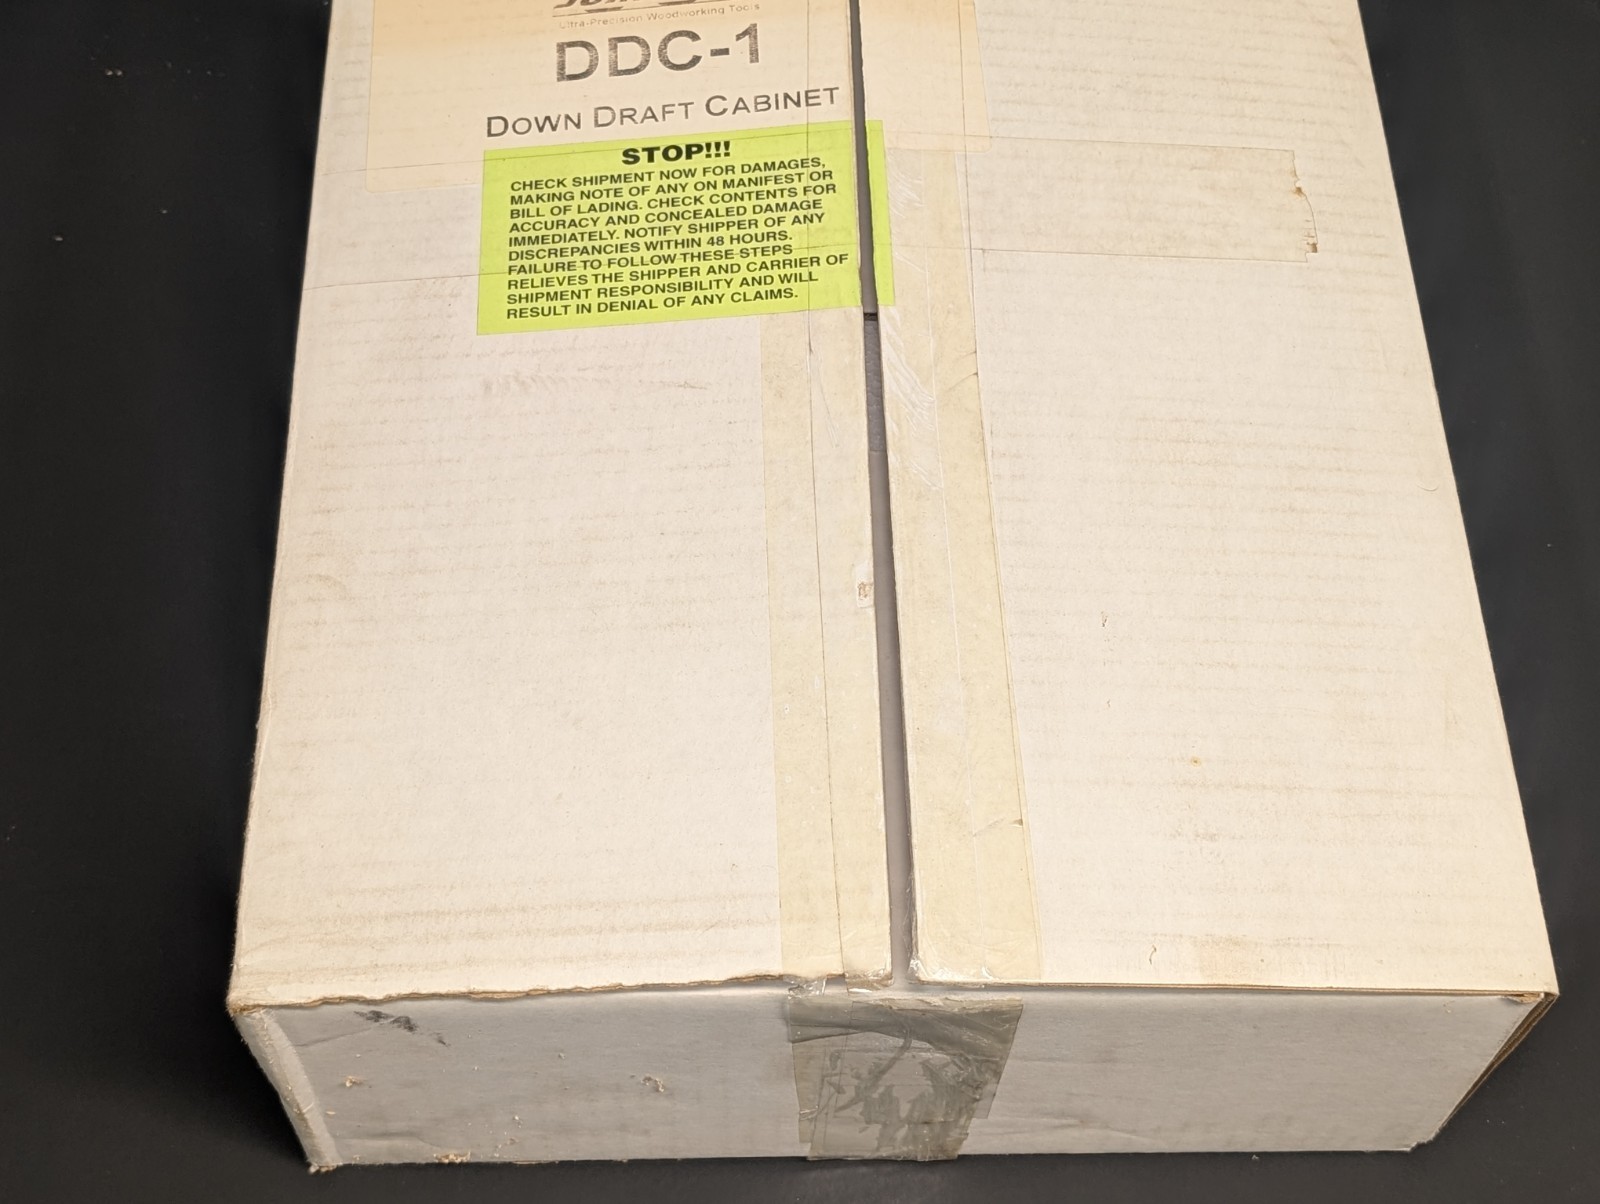 Ultra-Precision Woodworking Tools
DDC-1
DOWN DRAFT CABINET
STOP!!!
CHECK SHIPMENT NOW FOR DAMAGES,
MAKING NOTE OF ANY ON MANIFEST OR
BILL OF LADING. CHECK CONTENTS FOR
ACCURACY AND CONCEALED DAMAGE
IMMEDIATELY. NOTIFY SHIPPER OF ANY
DISCREPANCIES WITHIN 48 HOURS.
FAILURE TO FOLLOW THESE STEPS
RELIEVES THE SHIPPER AND CARRIER OF
SHIPMENT RESPONSIBILITY AND WILL
RESULT IN DENIAL OF ANY CLAIMS.